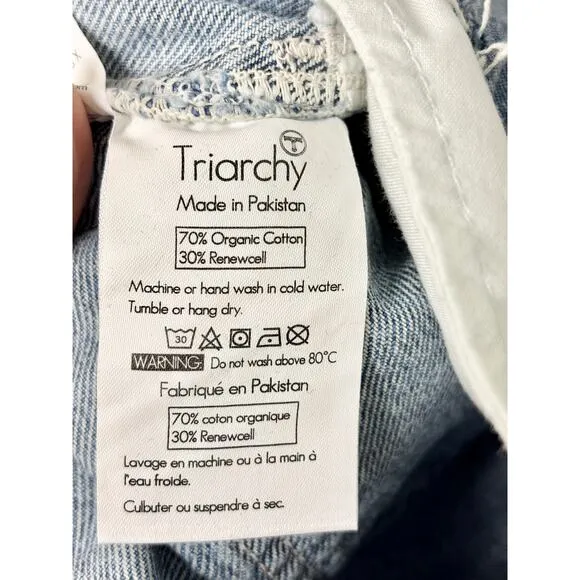 Triarchy
Made in Pakistan
70% Organic Cotton
30% Renewcell
Machine or hand wash in cold water.
Tumble or hang dry.
30
WARNING: Do not wash above 80°C
Fabriqué en Pakistan
70% coton organique
30% Renewcell
Lavage en machine ou à la main à
l'eau froide.
Culbuter ou suspendre à sec.